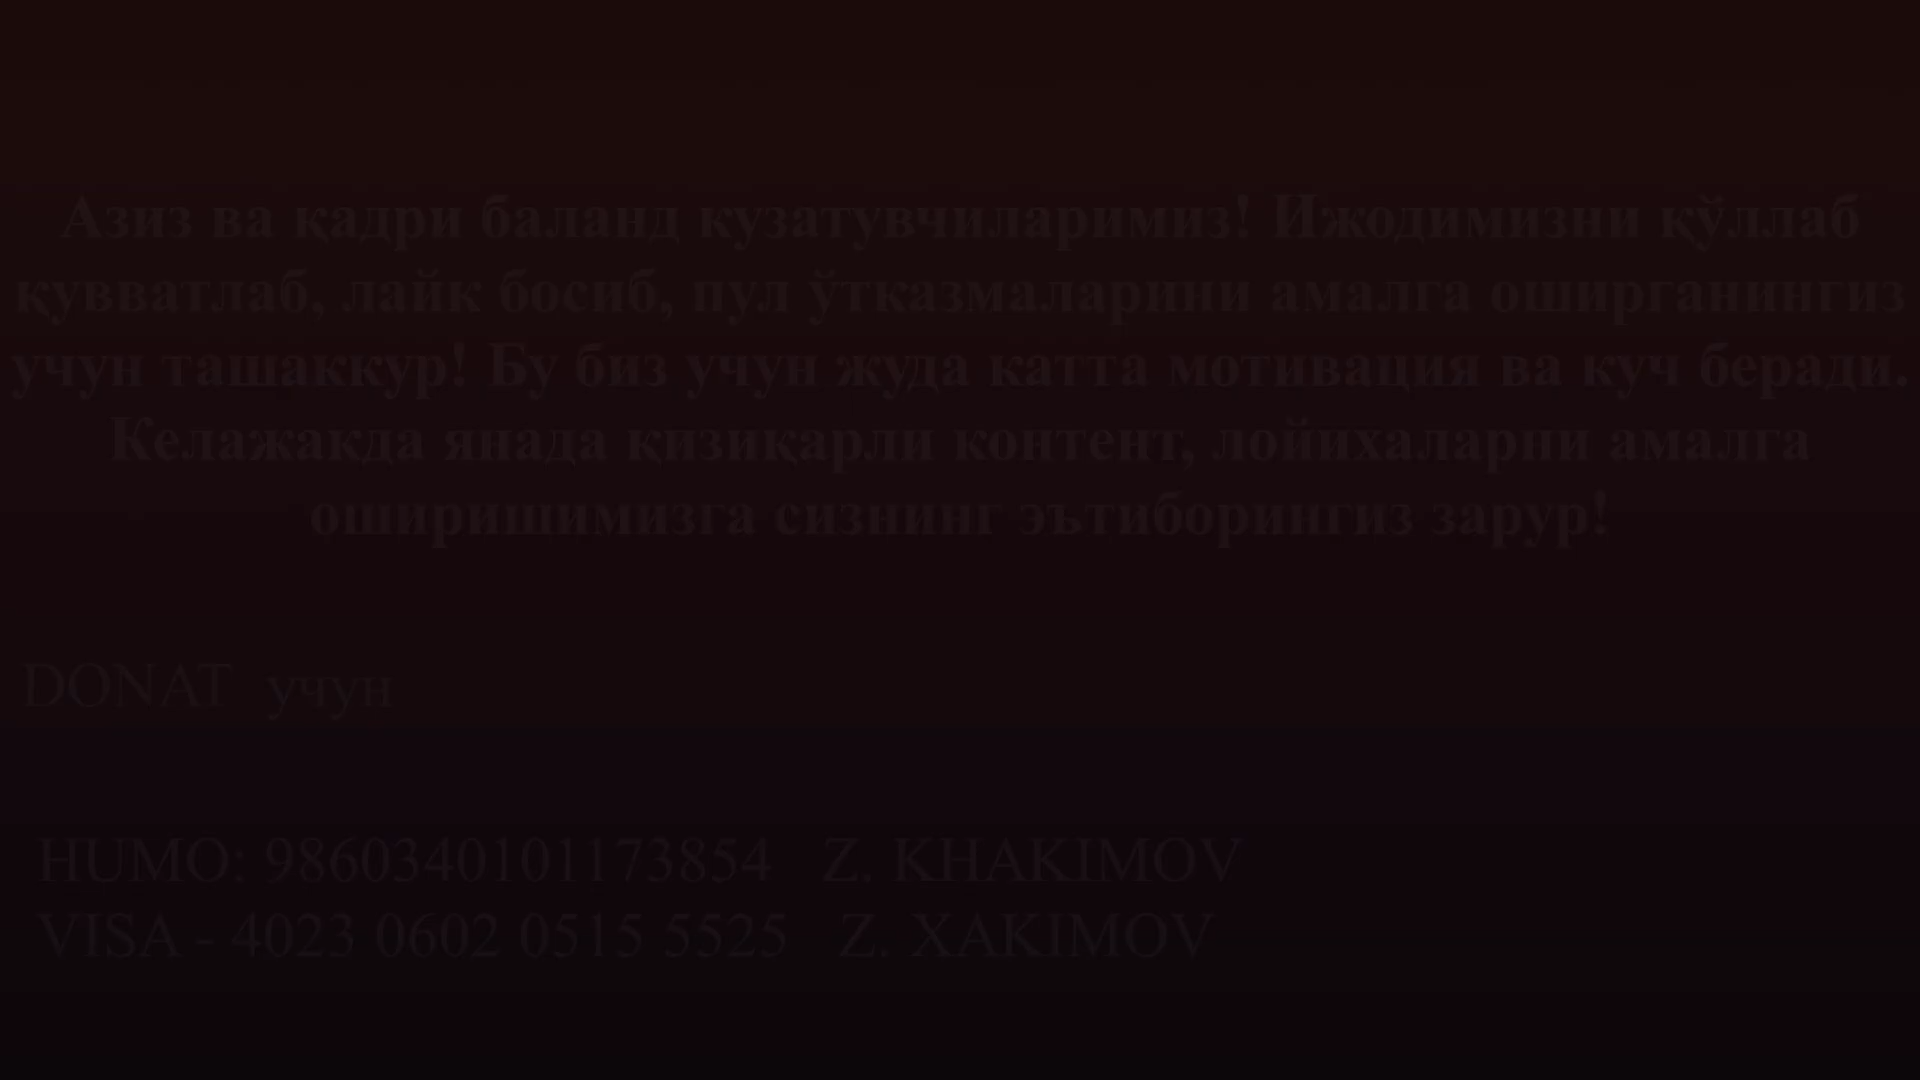 Азиз ва қадри баланд кузатувчиларимиз! Ижодимизни қўллаб
қувватлаб, лайк босиб, пул ўтказмаларини амалга оширганингиз
учун ташаккур! Бу биз учун жуда катта мотивация ва куч беради.
Келажакда янада қизиқарли контент, лойихаларни амалга
оширишимизга сизнинг эътиборингиз зарур!
DONAT учун
HUMO: 9860340101173854 Z. KHAKIMOV
VISA - 4023 0602 0515 5525 Z. XAKIMOV